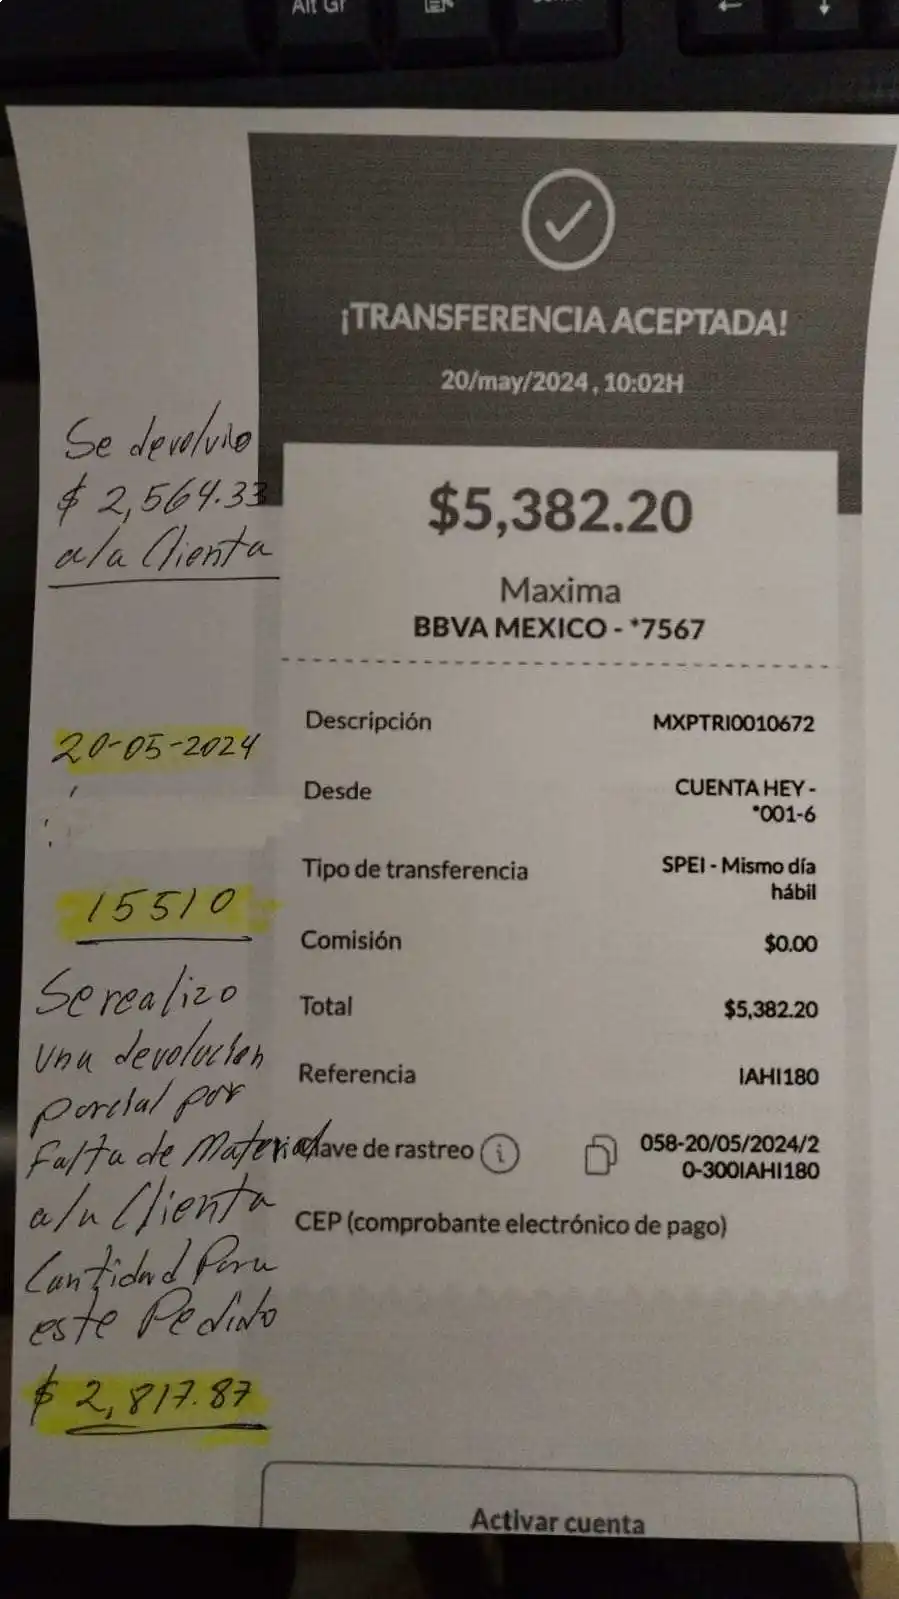 Alt Gr
¡TRANSFERENCIA ACEPTADA!
20/may/2024, 10:02H
$5,382.20
Maxima
BBVA MEXICO - *7567
Descripción MXPTRI0010672
Desde CUENTA HEY -
*001-6
Tipo de transferencia SPEI - Mismo día
hábil
Comisión $0.00
Total $5,382.20
Referencia IAHI180
lave de rastreo 058-20/05/2024/2
0-300IAHI180
CEP (comprobante electrónico de pago)
Activar cuenta
Se devolvio
$ 2,564.33
a la Clienta
20-05-2024
15510
Se realizo
una devolucion
parcial por
Falta de Material
a la Clienta
Cantidad Para
este Pedido
$ 2,817.87